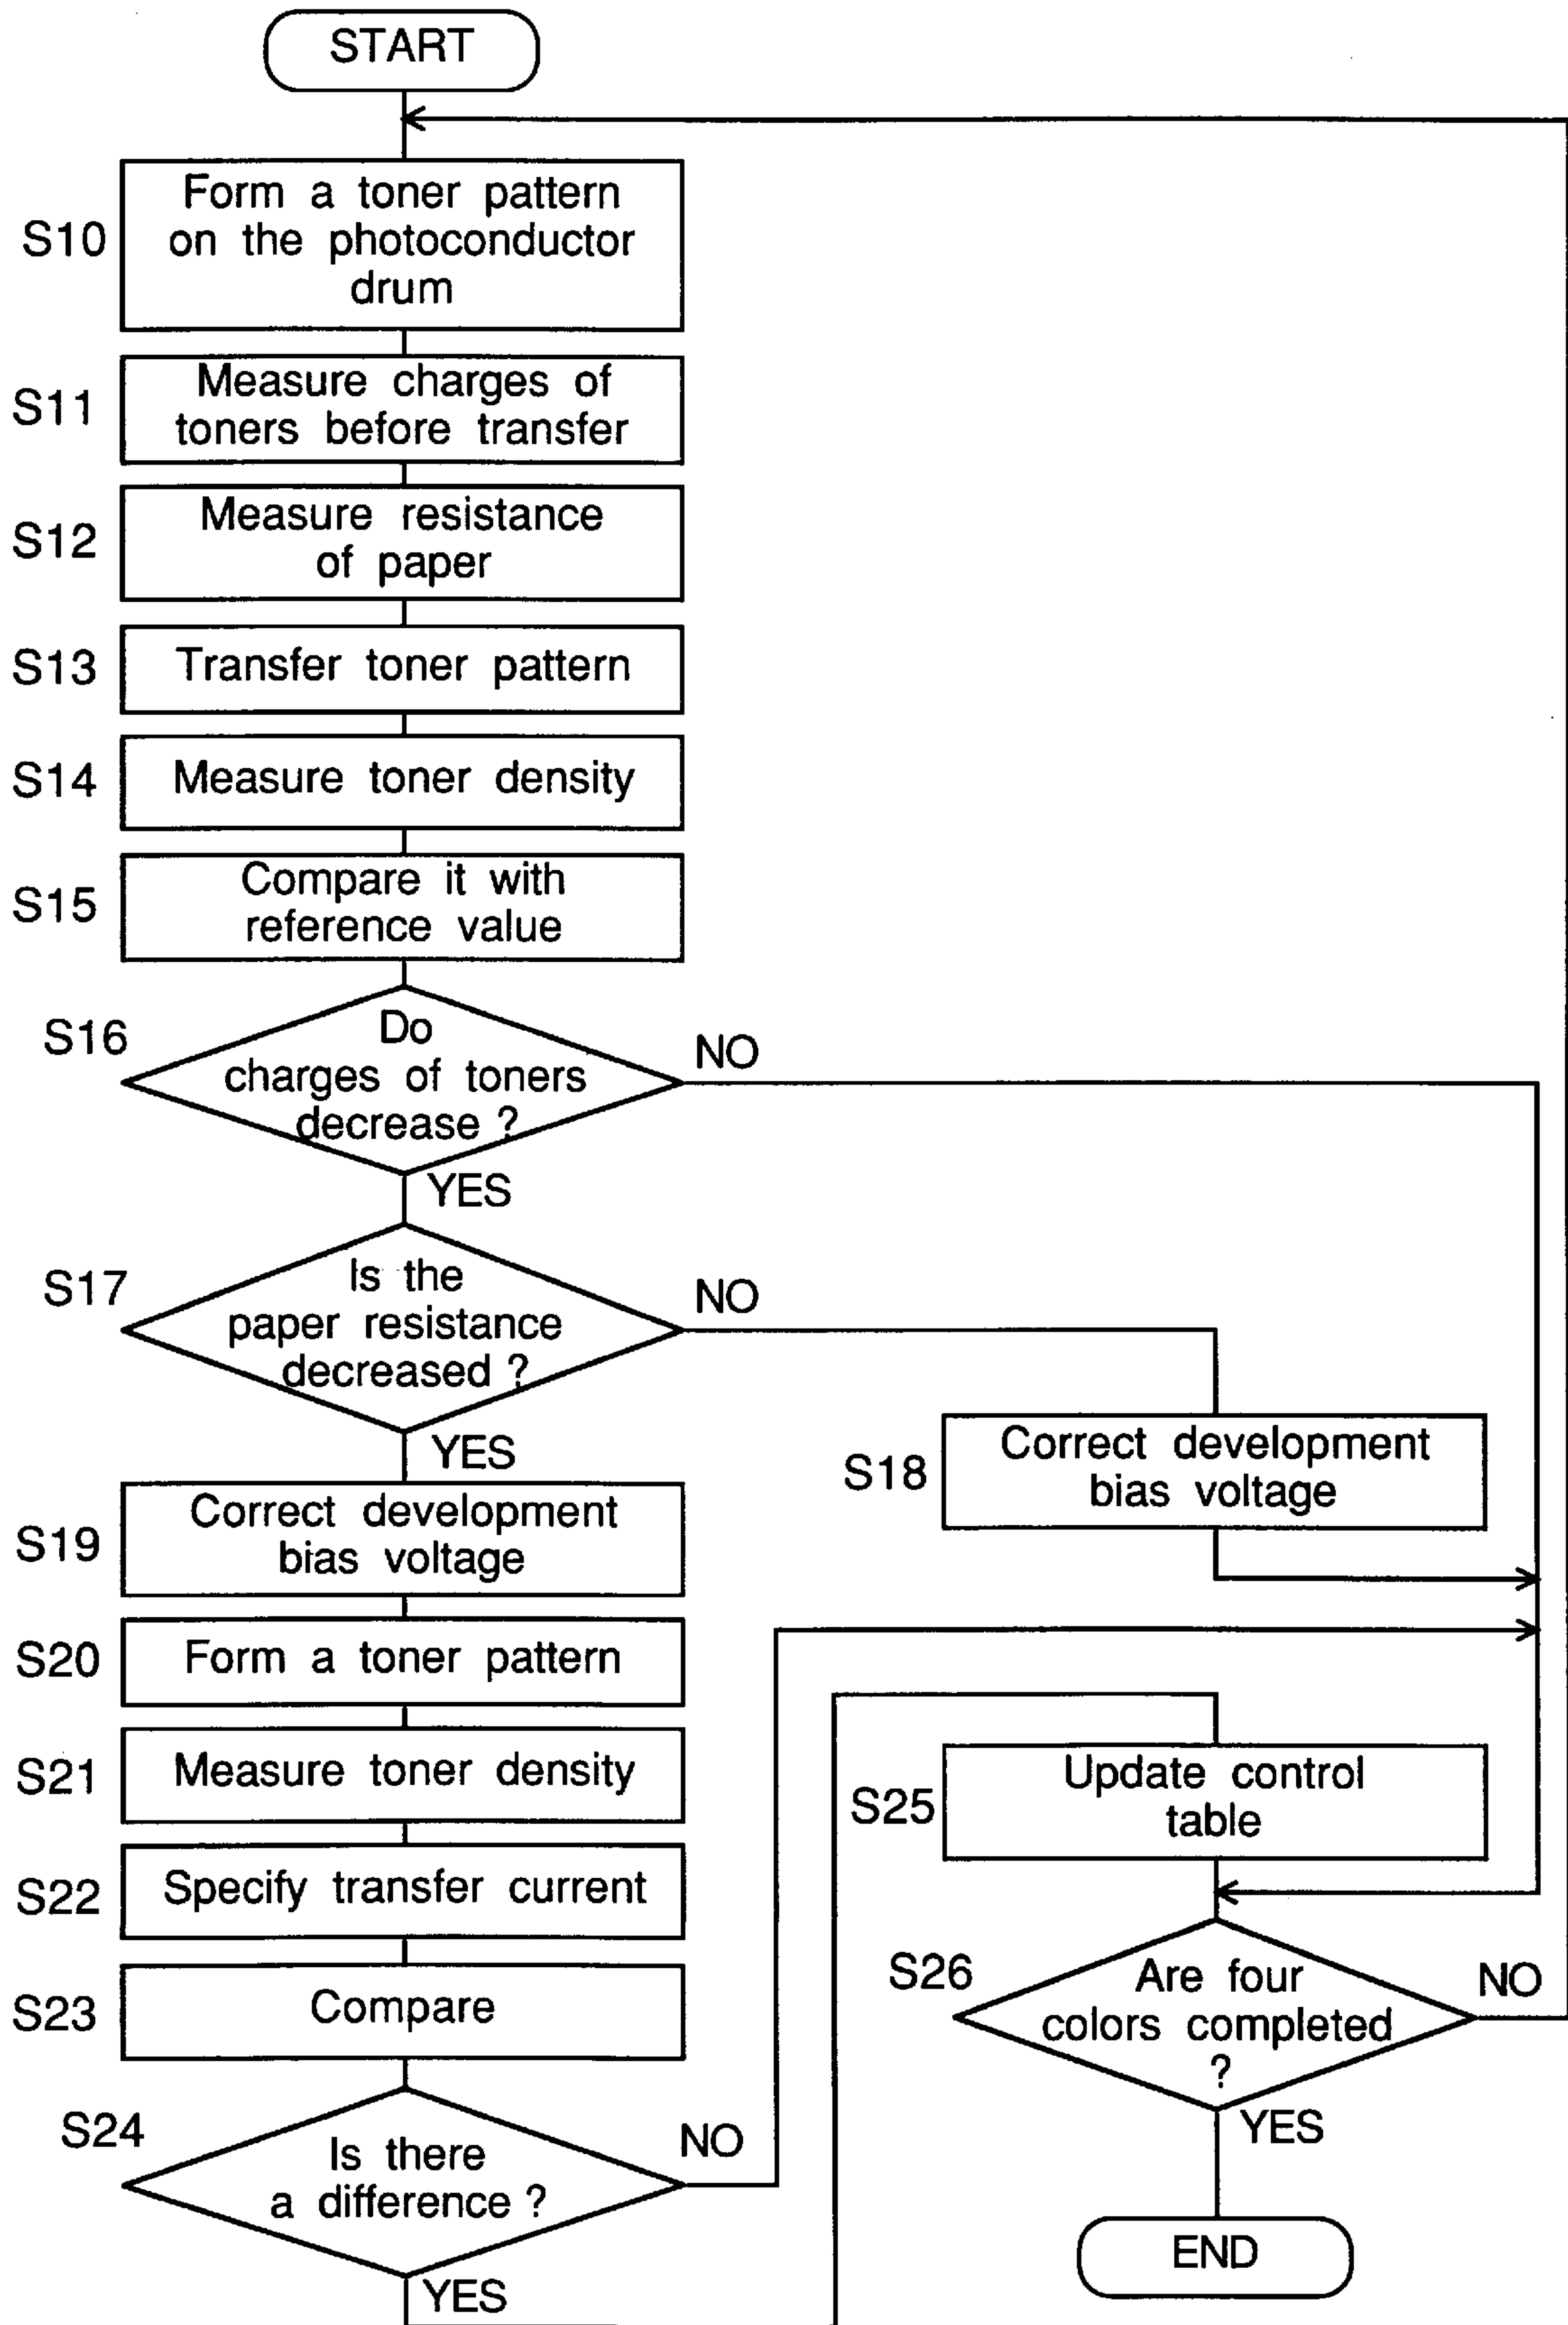 START
S10
Form a toner pattern
on the photoconductor
drum
S11
Measure charges of
toners before transfer
S12
Measure resistance
of paper
S13
Transfer toner pattern
S14
Measure toner density
S15
Compare it with
reference value
S16
Do
charges of toners
decrease ?
NO
YES
S17
Is the
paper resistance
decreased ?
NO
YES
S18
Correct development
bias voltage
S19
Correct development
bias voltage
S20
Form a toner pattern
S21
Measure toner density
S22
Specify transfer current
S23
Compare
S24
Is there
a difference ?
NO
YES
S25
Update control
table
S26
Are four
colors completed
?
NO
YES
END